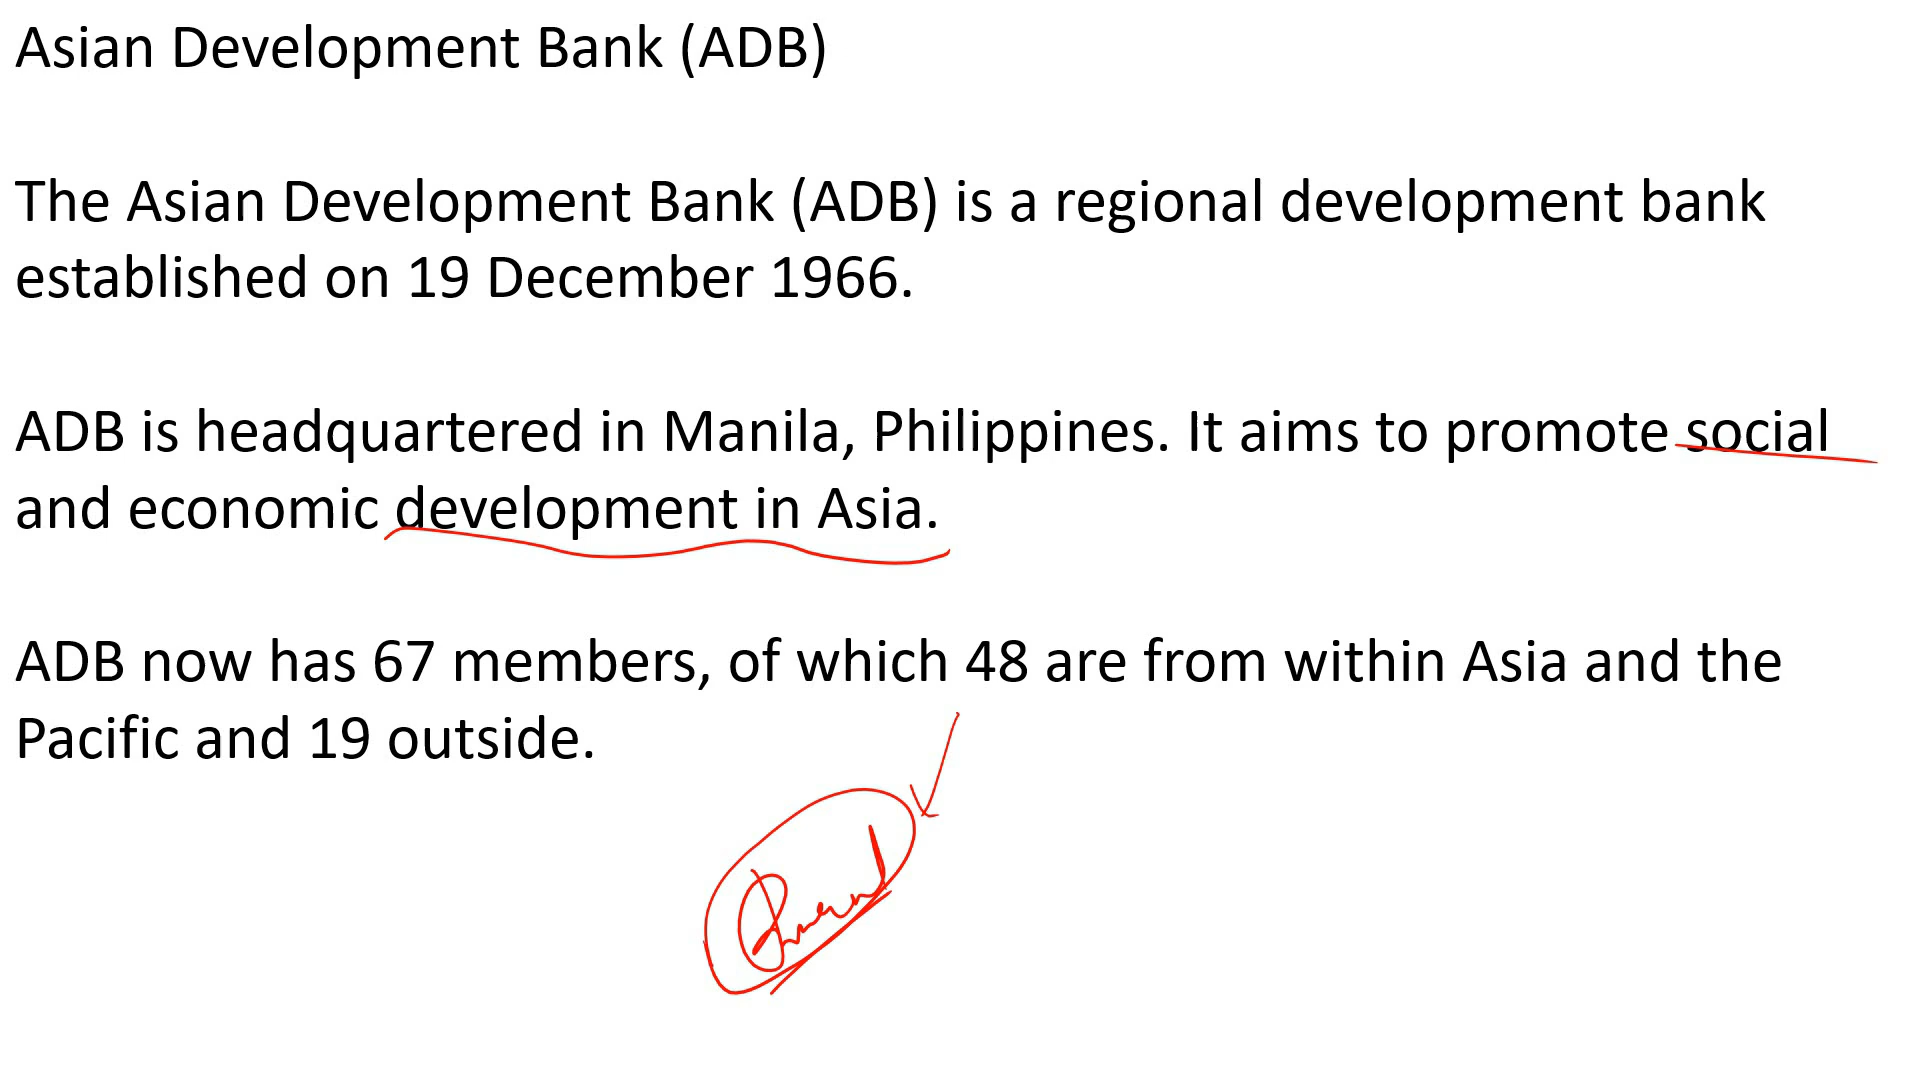 Asian Development Bank (ADB)
The Asian Development Bank (ADB) is a regional development bank
established on 19 December 1966.
ADB is headquartered in Manila, Philippines. It aims to promote social
and economic development in Asia.
ADB now has 67 members, of which 48 are from within Asia and the
Pacific and 19 outside.